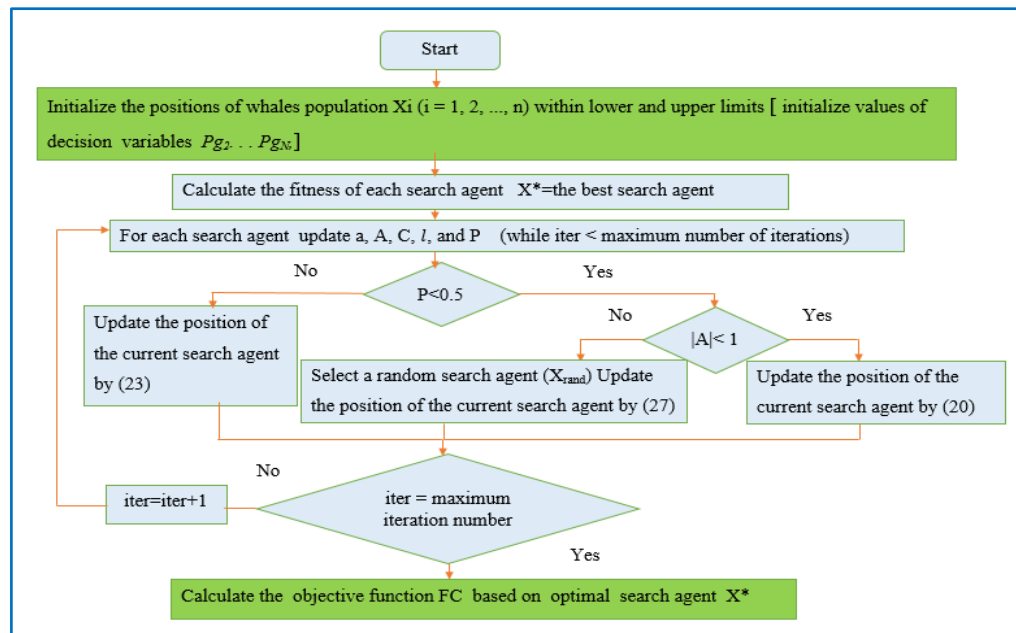 Start
Initialize the positions of whales population Xi (i = 1, 2, ..., n) within lower and upper limits [ initialize values of
decision variables Pg2. . . PgN.]
Calculate the fitness of each search agent X*=the best search agent
For each search agent update a, A, C, l, and P (while iter < maximum number of iterations)
No
Yes
P<0.5
Update the position of
the current search agent
by (23)
No
Yes
|A|< 1
Select a random search agent (Xrand) Update
the position of the current search agent by (27)
Update the position of the
current search agent by (20)
No
iter=iter+1
iter = maximum
iteration number
Yes
Calculate the objective function FC based on optimal search agent X*